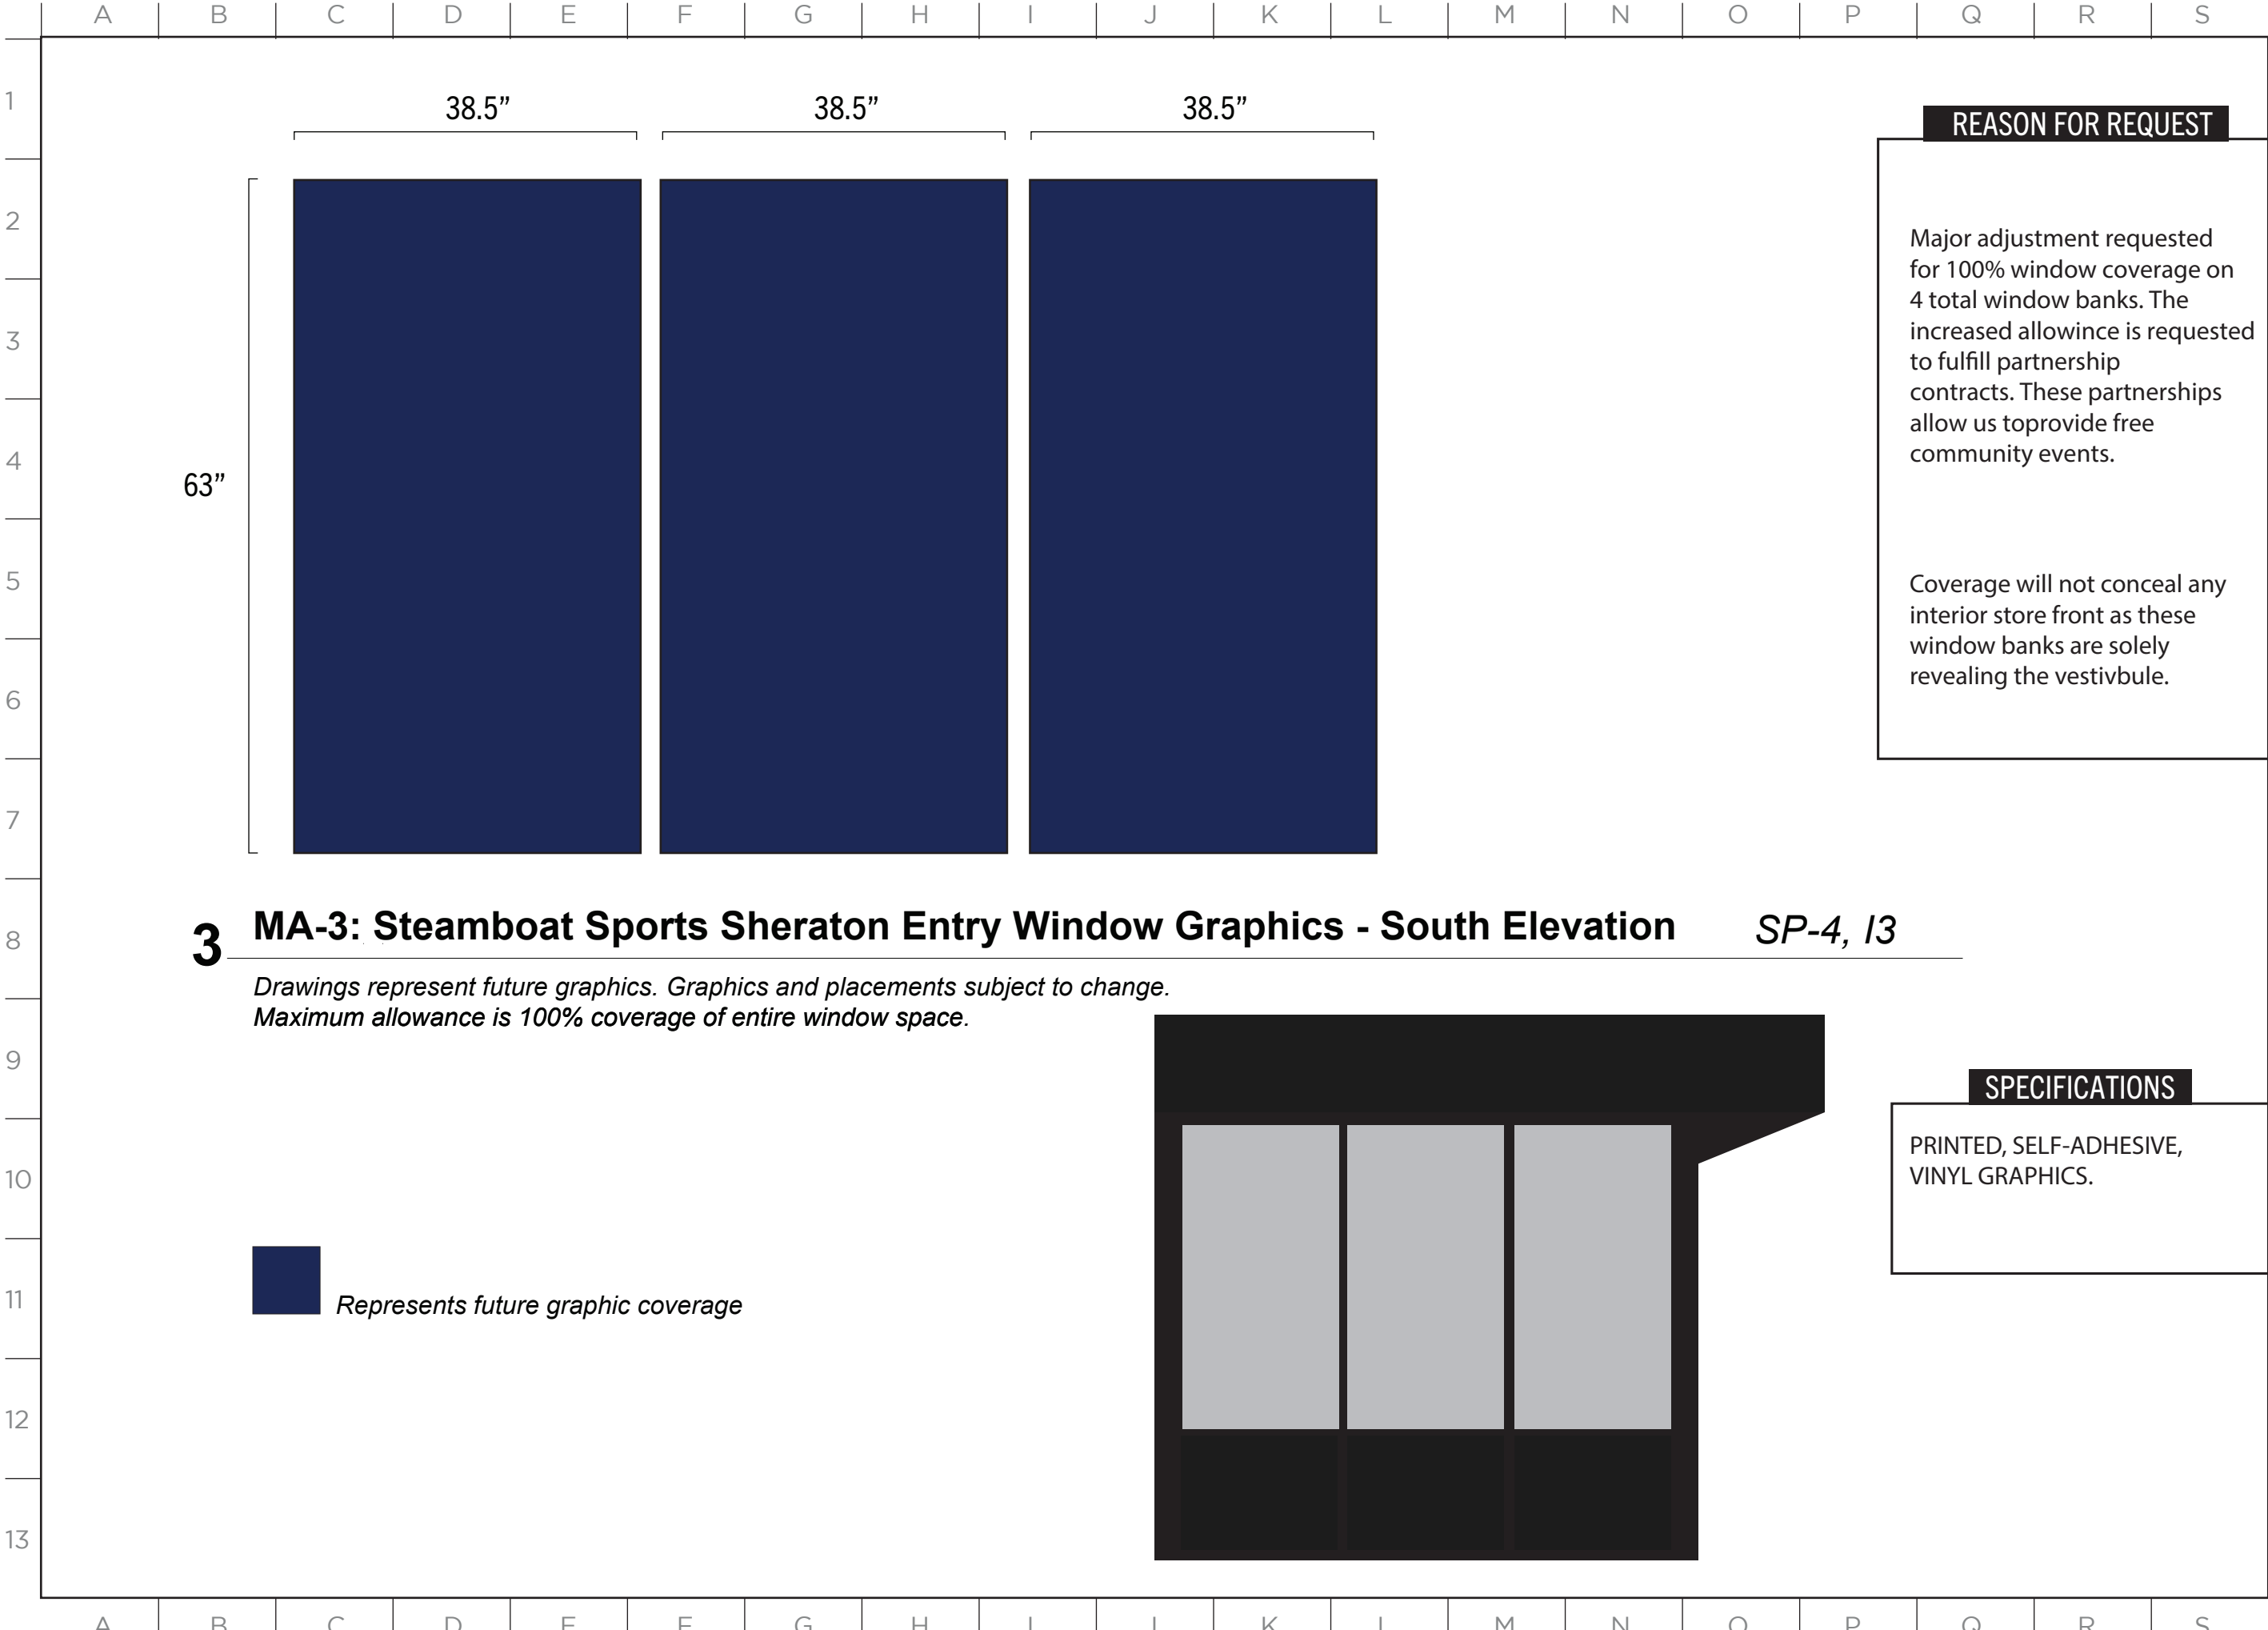 A B C D E F G H I J K L M N O P Q R S
1
2
3
4
5
6
7
8
9
10
11
12
13
38.5” 38.5” 38.5”
63”
REASON FOR REQUEST
Major adjustment requested
for 100% window coverage on
4 total window banks. The
increased allowince is requested
to fulfill partnership
contracts. These partnerships
allow us toprovide free
community events.
Coverage will not conceal any
interior store front as these
window banks are solely
revealing the vestivbule.
3 MA-3: Steamboat Sports Sheraton Entry Window Graphics - South Elevation SP-4, I3
Drawings represent future graphics. Graphics and placements subject to change.
Maximum allowance is 100% coverage of entire window space.
SPECIFICATIONS
PRINTED, SELF-ADHESIVE,
VINYL GRAPHICS.
Represents future graphic coverage
A B C D E F G H I J K L M N O P Q R S